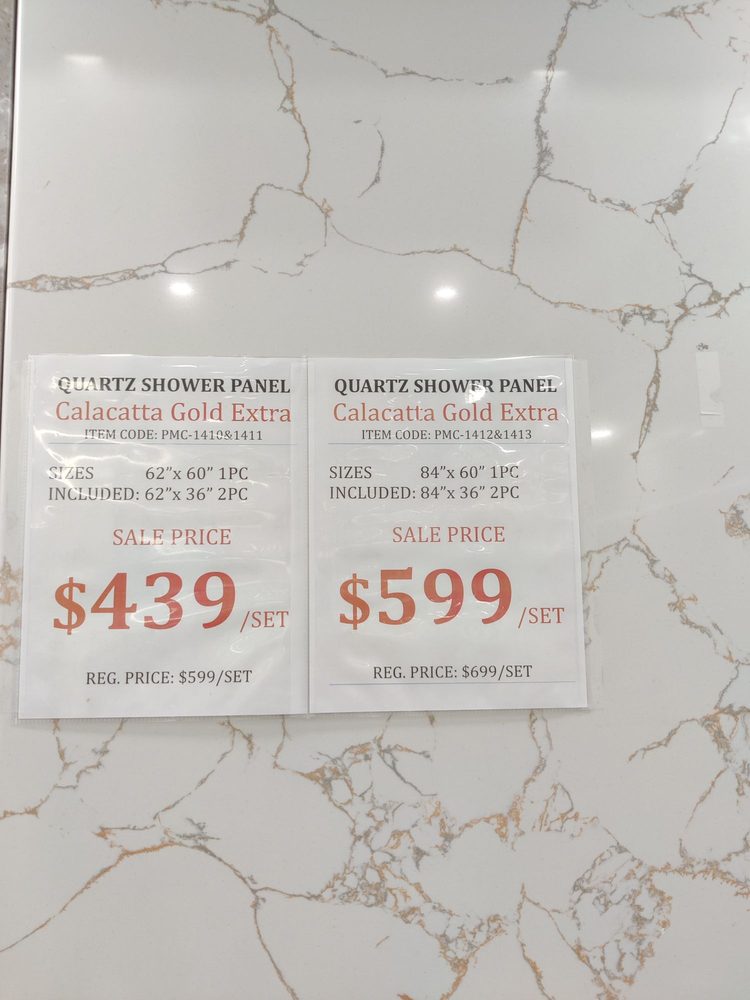 QUARTZ SHOWER PANEL
Calacatta Gold Extra
ITEM CODE: PMC-1410&1411
SIZES 62”x 60” 1PC
INCLUDED: 62”x 36” 2PC
SALE PRICE
$439/SET
REG. PRICE: $599/SET
QUARTZ SHOWER PANEL
Calacatta Gold Extra
ITEM CODE: PMC-1412&1413
SIZES 84”x 60” 1PC
INCLUDED: 84”x 36” 2PC
SALE PRICE
$599/SET
REG. PRICE: $699/SET